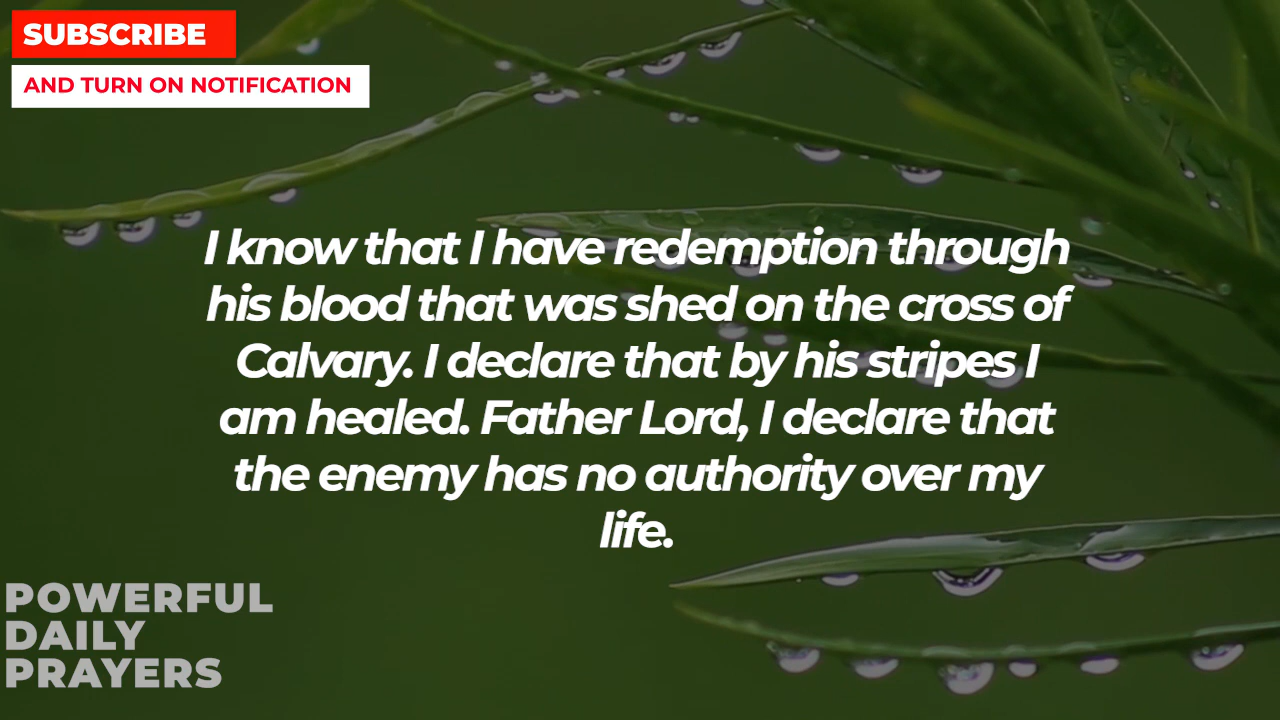 SUBSCRIBE
AND TURN ON NOTIFICATION
I know that I have redemption through
his blood that was shed on the cross of
Calvary. I declare that by his stripes I
am healed. Father Lord, I declare that
the enemy has no authority over my
life.
POWERFUL
DAILY
PRAYERS